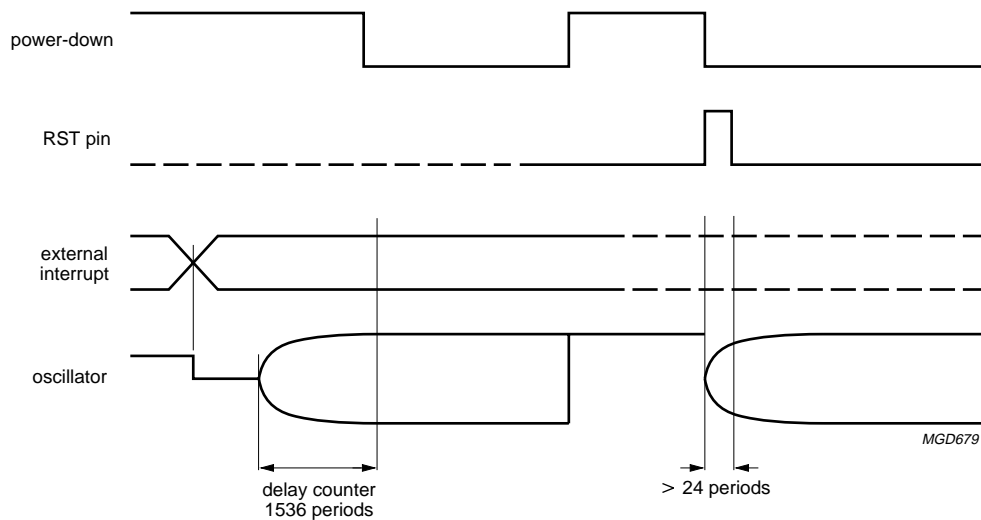 power-down
RST pin
external
interrupt
oscillator
MGD679
delay counter
1536 periods
> 24 periods